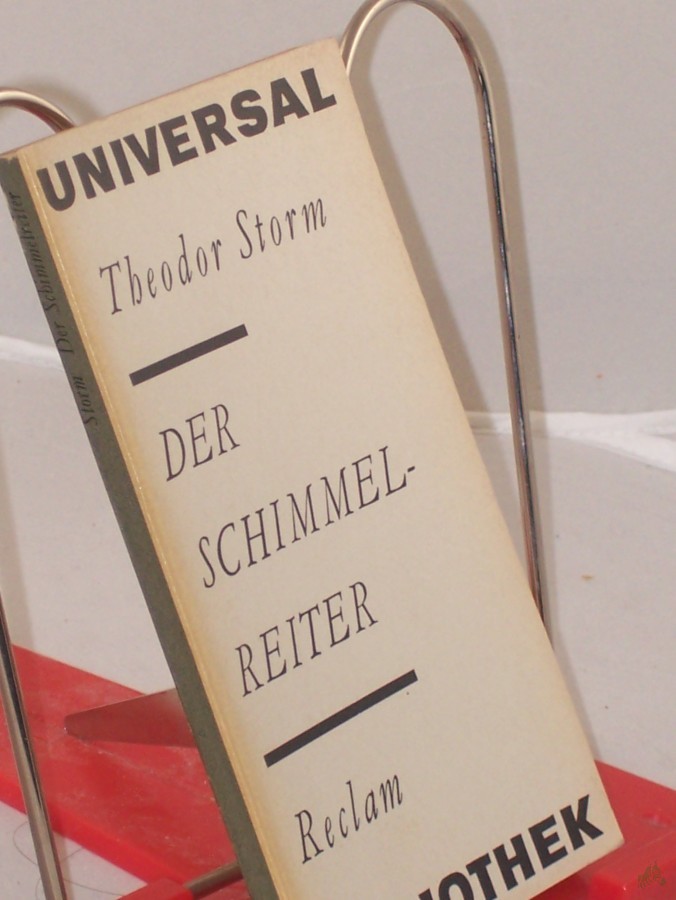 UNIVERSAL
Theodor Storm
DER
SCHIMMEL-
REITER
Reclam
IOTHEK
Storm Der Schimmelreiter